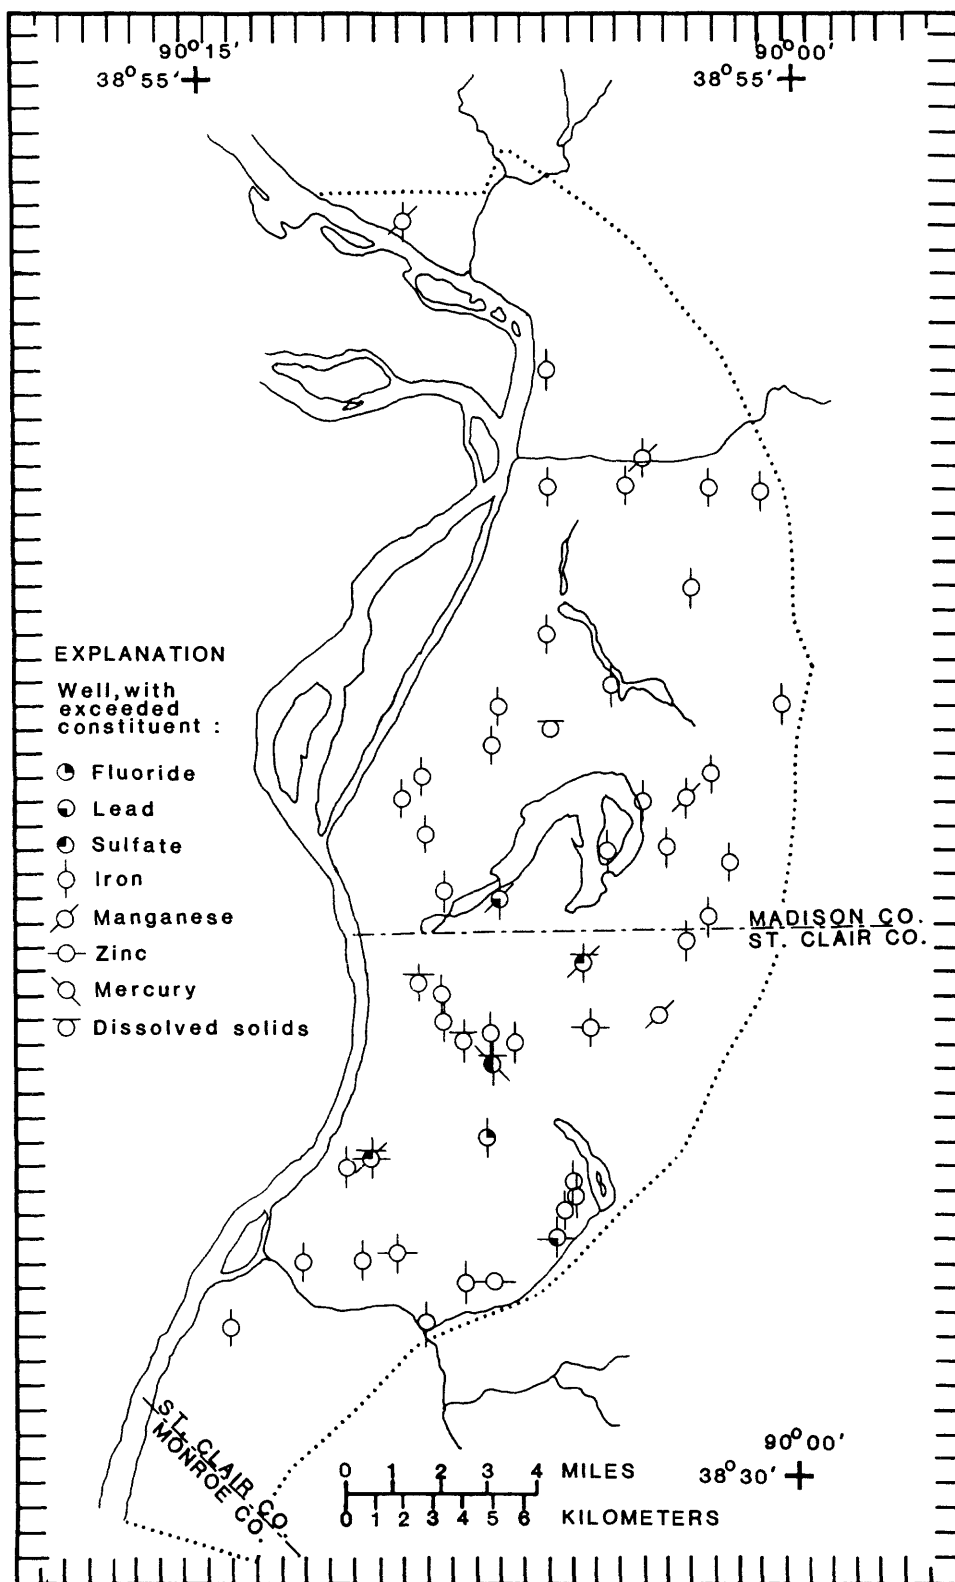 90°15' 90°00'
38°55' 38°55'
EXPLANATION
Well, with
exceeded
constituent :
Fluoride
Lead
Sulfate
Iron
Manganese
Zinc
Mercury
Dissolved solids
MADISON CO.
ST. CLAIR CO.
ST. CLAIR CO.
MONROE CO.
90°00'
38°30'
0 1 2 3 4 MILES
0 1 2 3 4 5 6 KILOMETERS